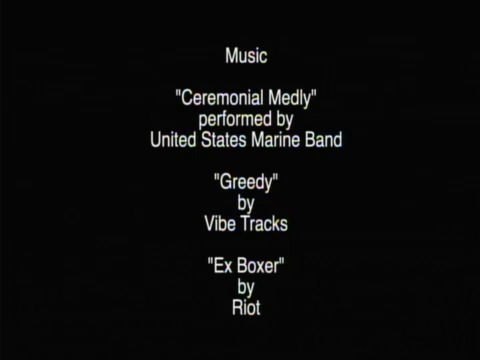 Music
"Ceremonial Medly"
performed by
United States Marine Band
"Greedy"
by
Vibe Tracks
"Ex Boxer"
by
Riot